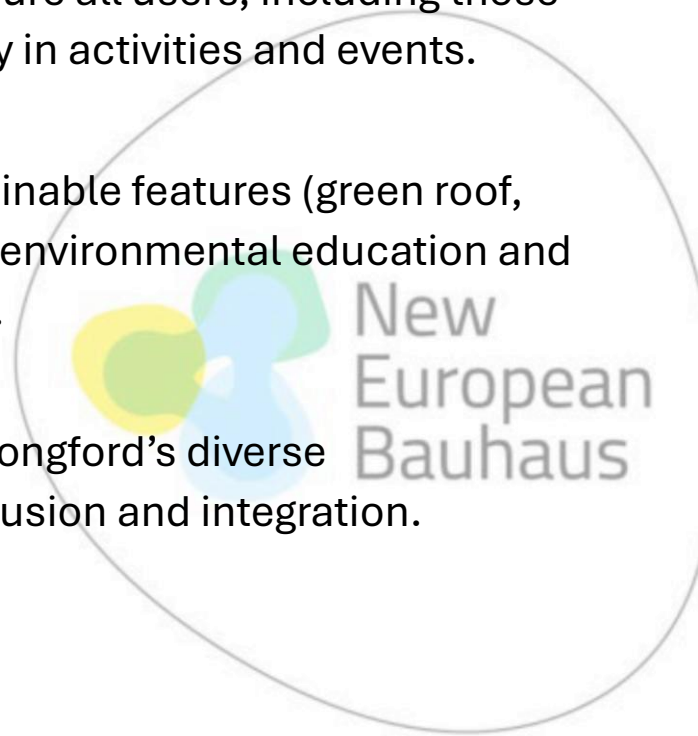 ure all users, including those
y in activities and events.
inable features (green roof,
environmental education and
New
European
Bauhaus
ongford’s diverse
usion and integration.